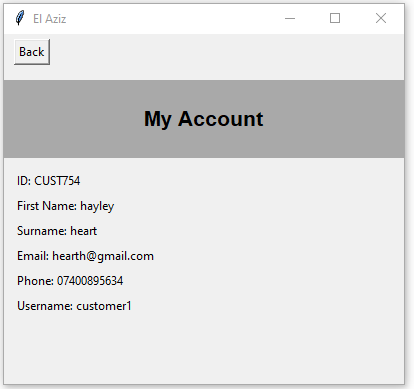 El Aziz
Back
My Account
ID: CUST754
First Name: hayley
Surname: heart
Email: hearth@gmail.com
Phone: 07400895634
Username: customer1